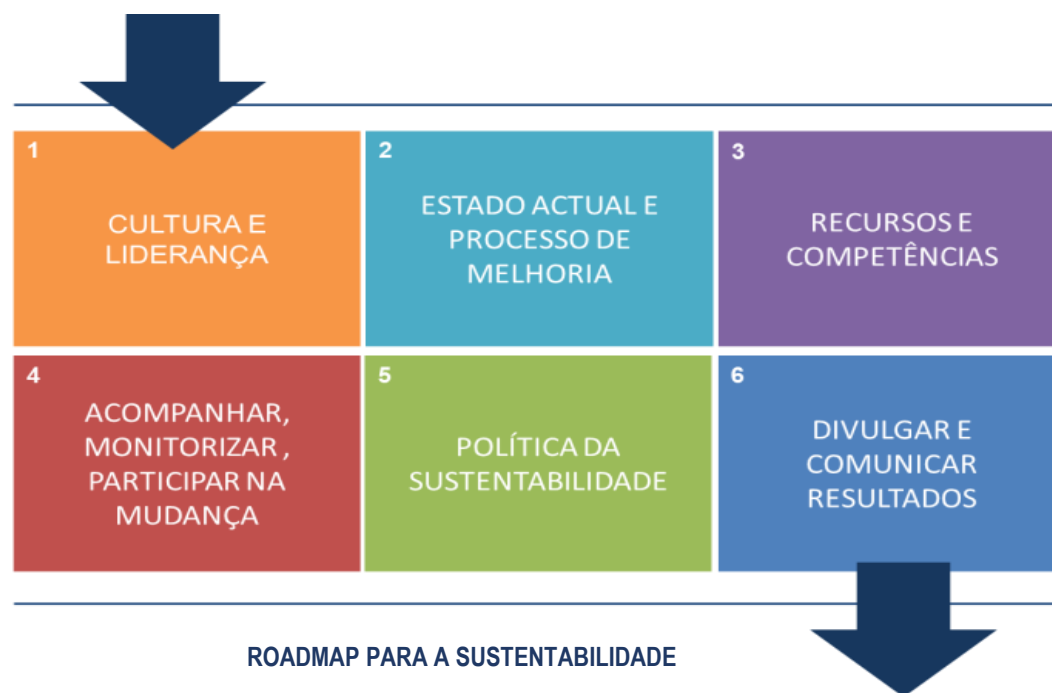 1
CULTURA E
LIDERANÇA
2
ESTADO ACTUAL E
PROCESSO DE
MELHORIA
3
RECURSOS E
COMPETÊNCIAS
4
ACOMPANHAR,
MONITORIZAR ,
PARTICIPAR NA
MUDANÇA
5
POLÍTICA DA
SUSTENTABILIDADE
6
DIVULGAR E
COMUNICAR
RESULTADOS
ROADMAP PARA A SUSTENTABILIDADE